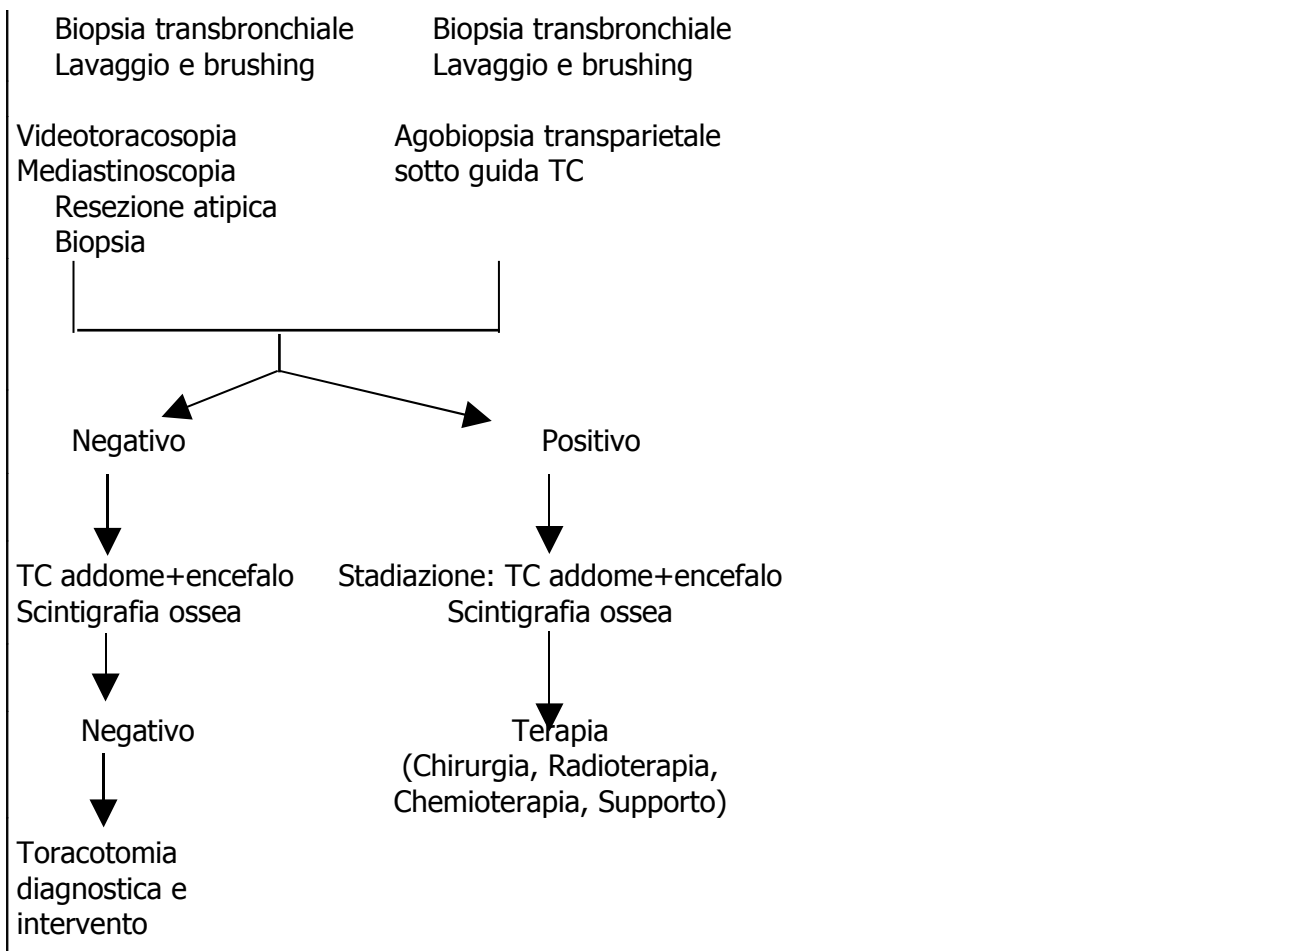 Biopsia transbronchiale Biopsia transbronchiale
Lavaggio e brushing Lavaggio e brushing
Videotoracosopia Agobiopsia transparietale
Mediastinoscopia sotto guida TC
Resezione atipica
Biopsia
Negativo Positivo
TC addome+encefalo Stadiazione: TC addome+encefalo
Scintigrafia ossea Scintigrafia ossea
Negativo Terapia
(Chirurgia, Radioterapia,
Chemioterapia, Supporto)
Toracotomia
diagnostica e
intervento